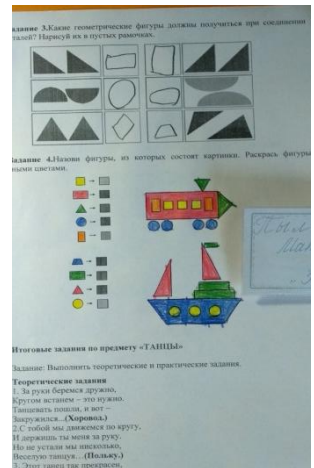 Задание 3.Какие геометрические фигуры должны получиться при соединении
деталей? Нарисуй их в пустых рамочках.
Задание 4.Назови фигуры, из которых состоят картинки. Раскрась фигуры
ными цветами.
Итоговые задания по предмету «ТАНЦЫ»
Задание: Выполнить теоретические и практические задания.
Теоретические задания
1. За руки беремся дружно,
Кругом встанем – это нужно.
Танцевать пошли, и вот –
Закружился...(Хоровод.)
2.С тобой мы движемся по кругу,
И держишь ты меня за руку.
Но не устали мы нисколько,
Веселую танцуя…(Польку.)
3. Этот танец так прекрасен,